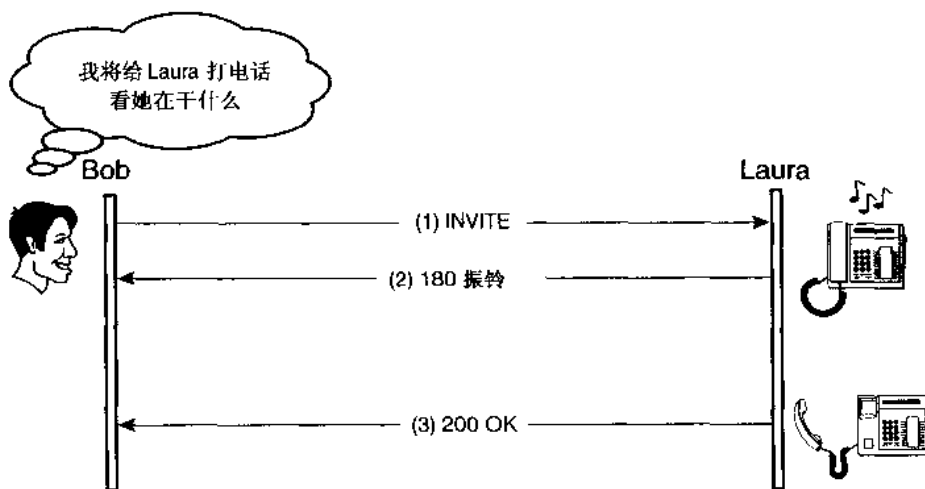 我将给 Laura 打电话
看她在干什么
Bob
Laura
(1) INVITE
(2) 180 振铃
(3) 200 OK